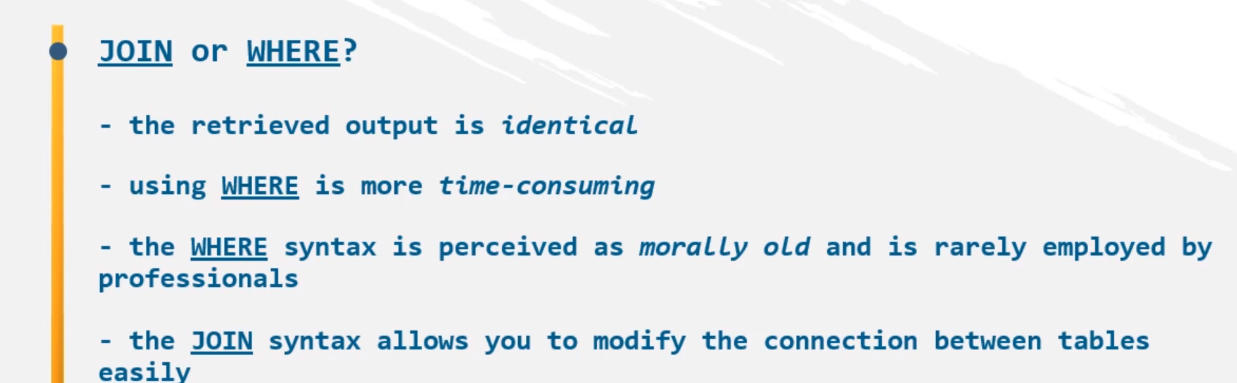 JOIN or WHERE?
- the retrieved output is identical
- using WHERE is more time-consuming
- the WHERE syntax is perceived as morally old and is rarely employed by
professionals
- the JOIN syntax allows you to modify the connection between tables
easily